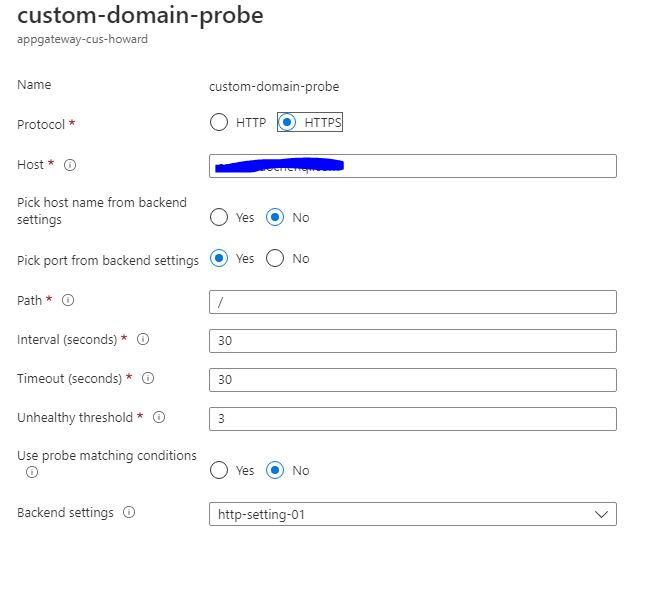 custom-domain-probe
appgateway-cus-howard
Name custom-domain-probe
Protocol * HTTP HTTPS
Host *
Pick host name from backend
settings Yes No
Pick port from backend settings Yes No
Path * /
Interval (seconds) * 30
Timeout (seconds) * 30
Unhealthy threshold * 3
Use probe matching conditions
Yes No
Backend settings http-setting-01